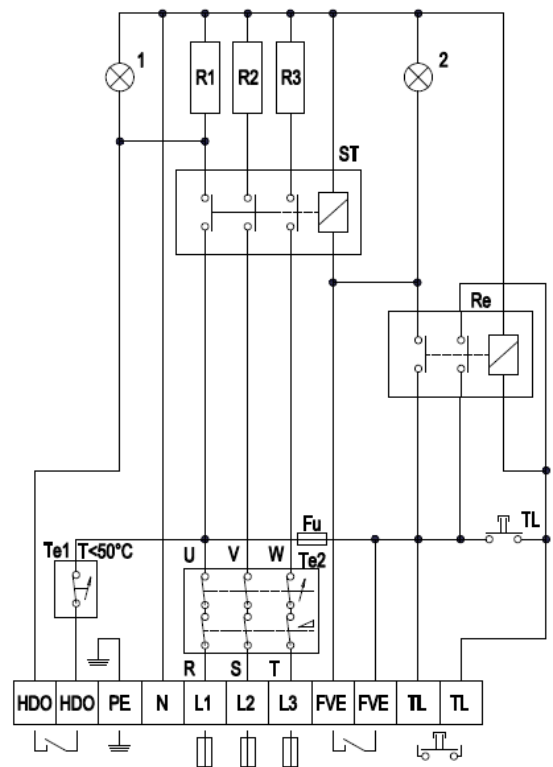 1
2
R1 R2 R3
ST
Re
Fu
TL
Te1 T<50°C
U V W
Te2
R S T
HDO HDO PE N L1 L2 L3 FVE FVE TL TL